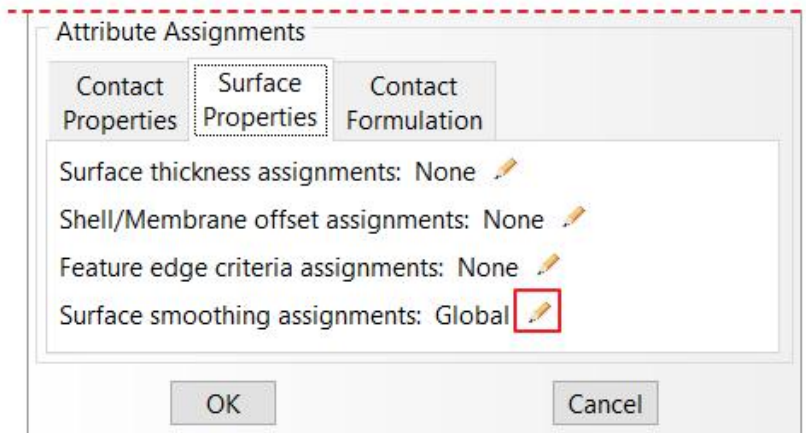 Attribute Assignments
Contact Properties
Surface Properties
Contact Formulation
Surface thickness assignments: None
Shell/Membrane offset assignments: None
Feature edge criteria assignments: None
Surface smoothing assignments: Global
OK
Cancel